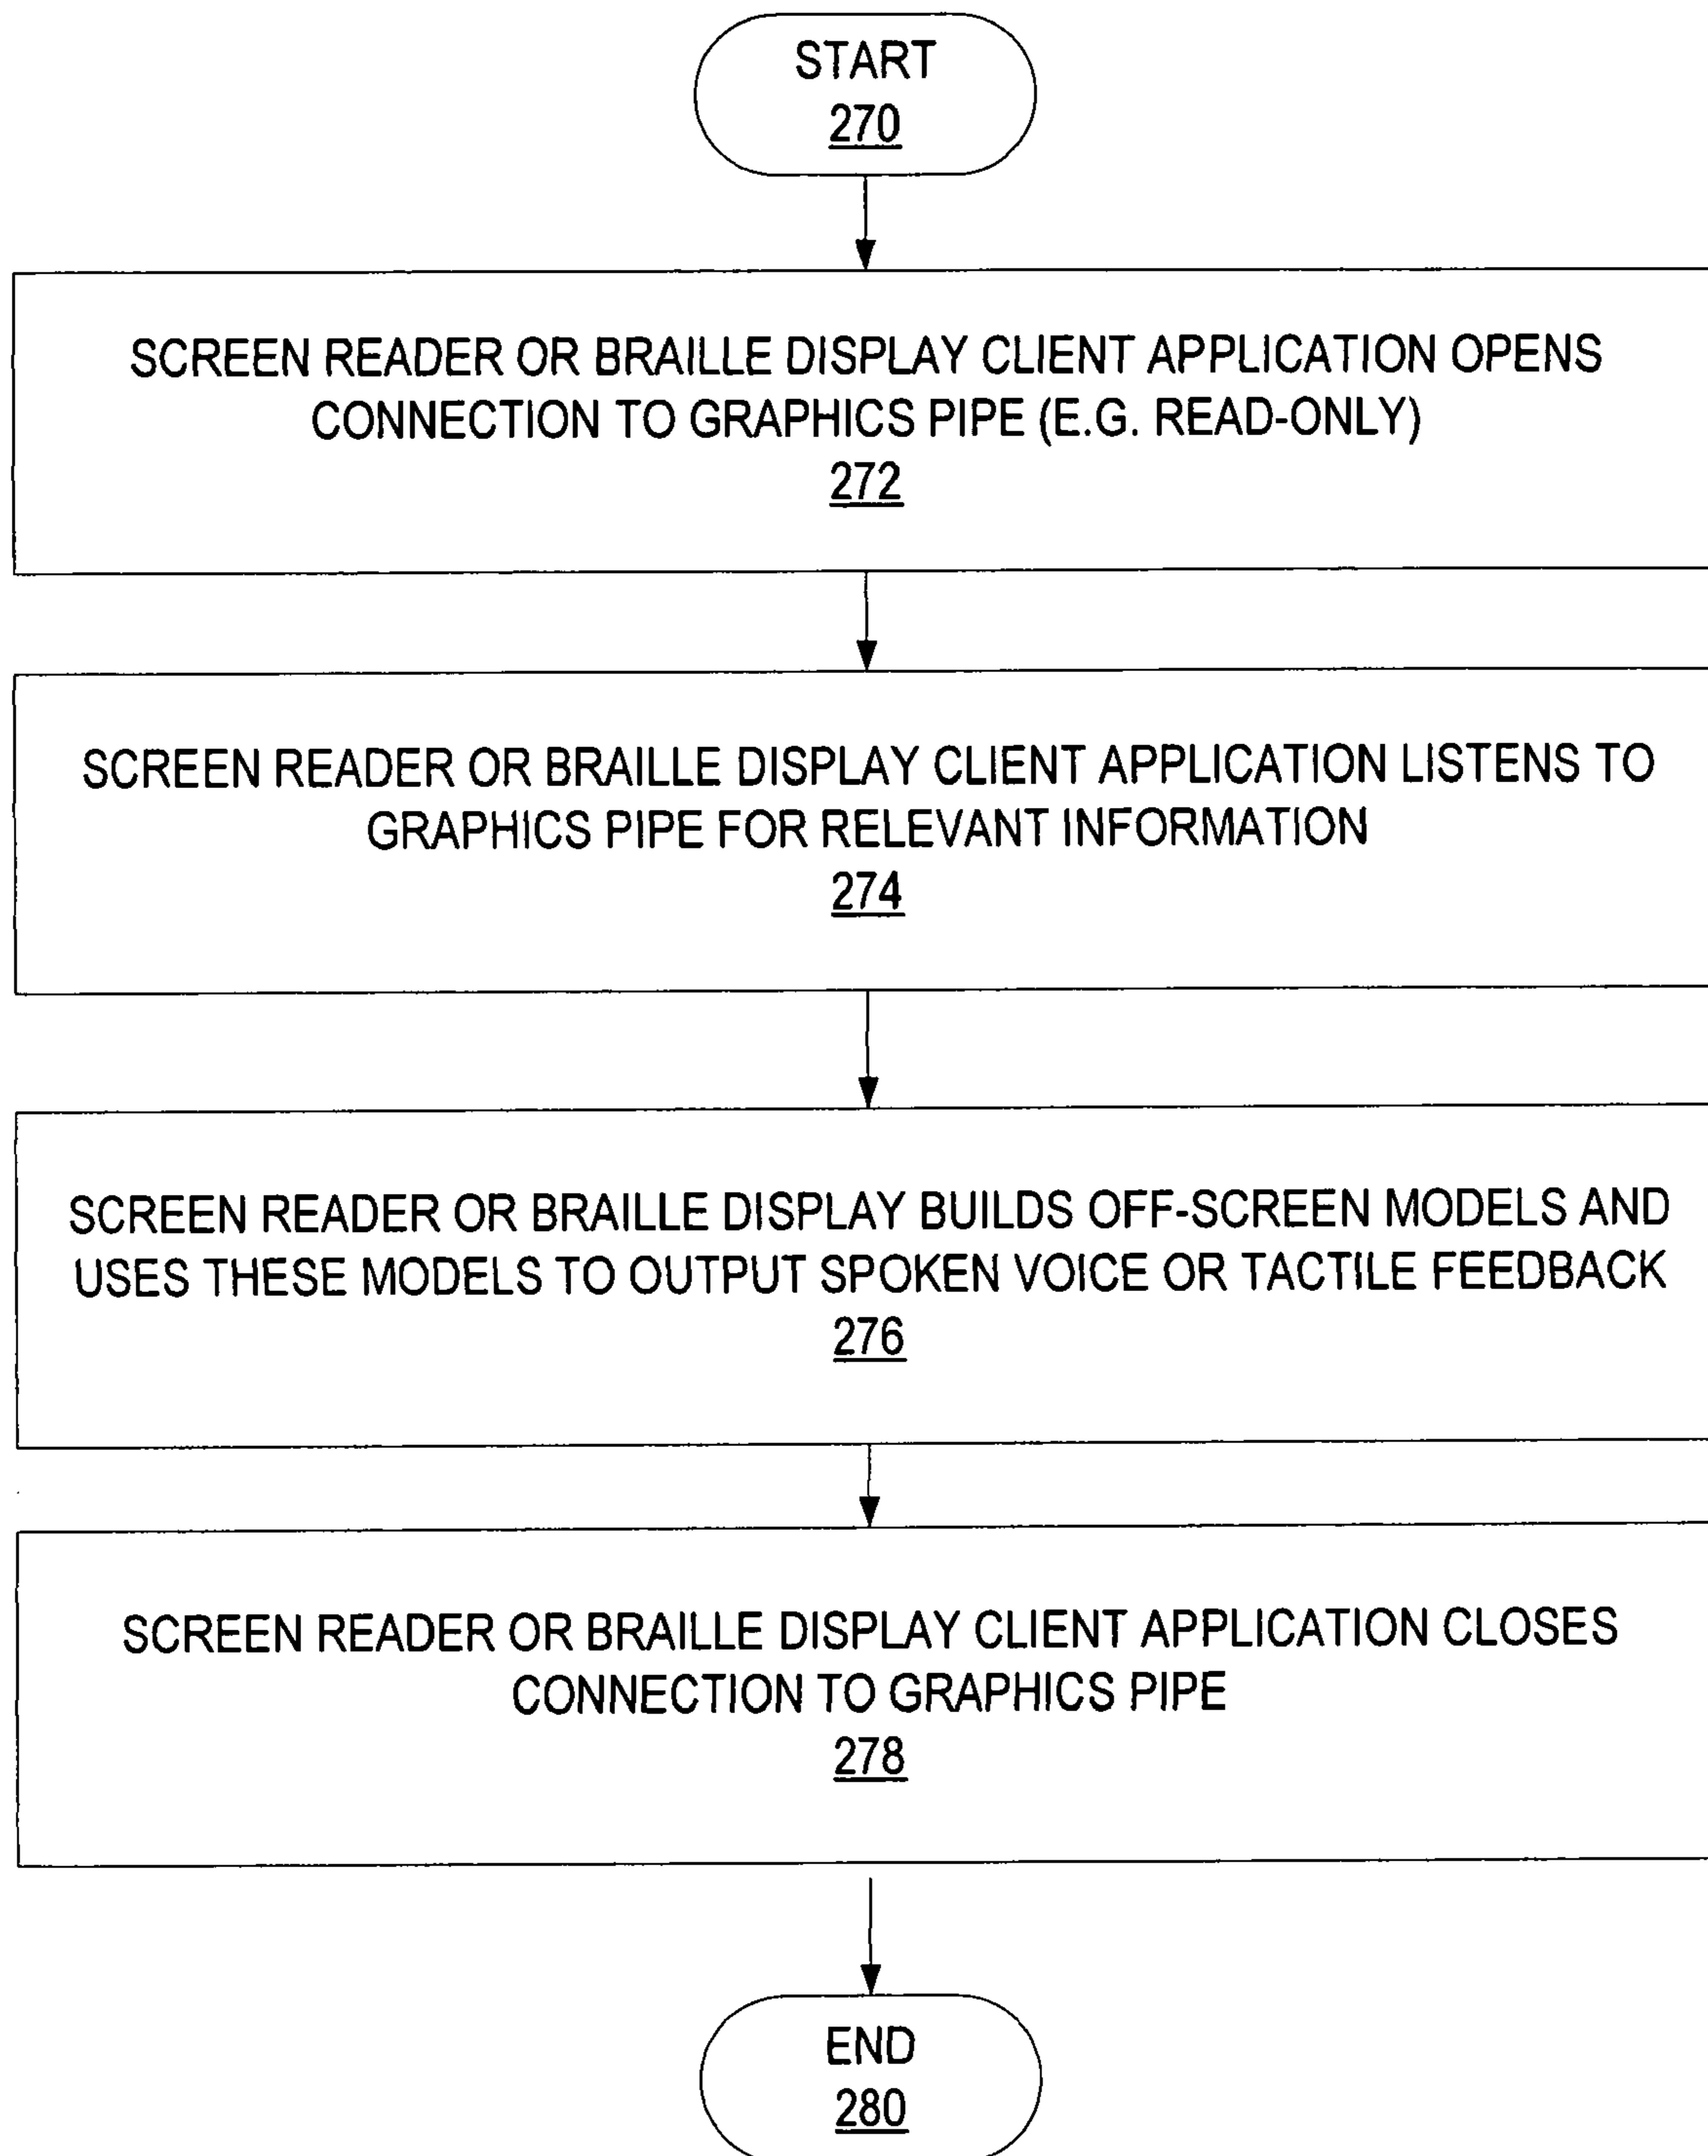 START
270
SCREEN READER OR BRAILLE DISPLAY CLIENT APPLICATION OPENS
CONNECTION TO GRAPHICS PIPE (E.G. READ-ONLY)
272
SCREEN READER OR BRAILLE DISPLAY CLIENT APPLICATION LISTENS TO
GRAPHICS PIPE FOR RELEVANT INFORMATION
274
SCREEN READER OR BRAILLE DISPLAY BUILDS OFF-SCREEN MODELS AND
USES THESE MODELS TO OUTPUT SPOKEN VOICE OR TACTILE FEEDBACK
276
SCREEN READER OR BRAILLE DISPLAY CLIENT APPLICATION CLOSES
CONNECTION TO GRAPHICS PIPE
278
END
280